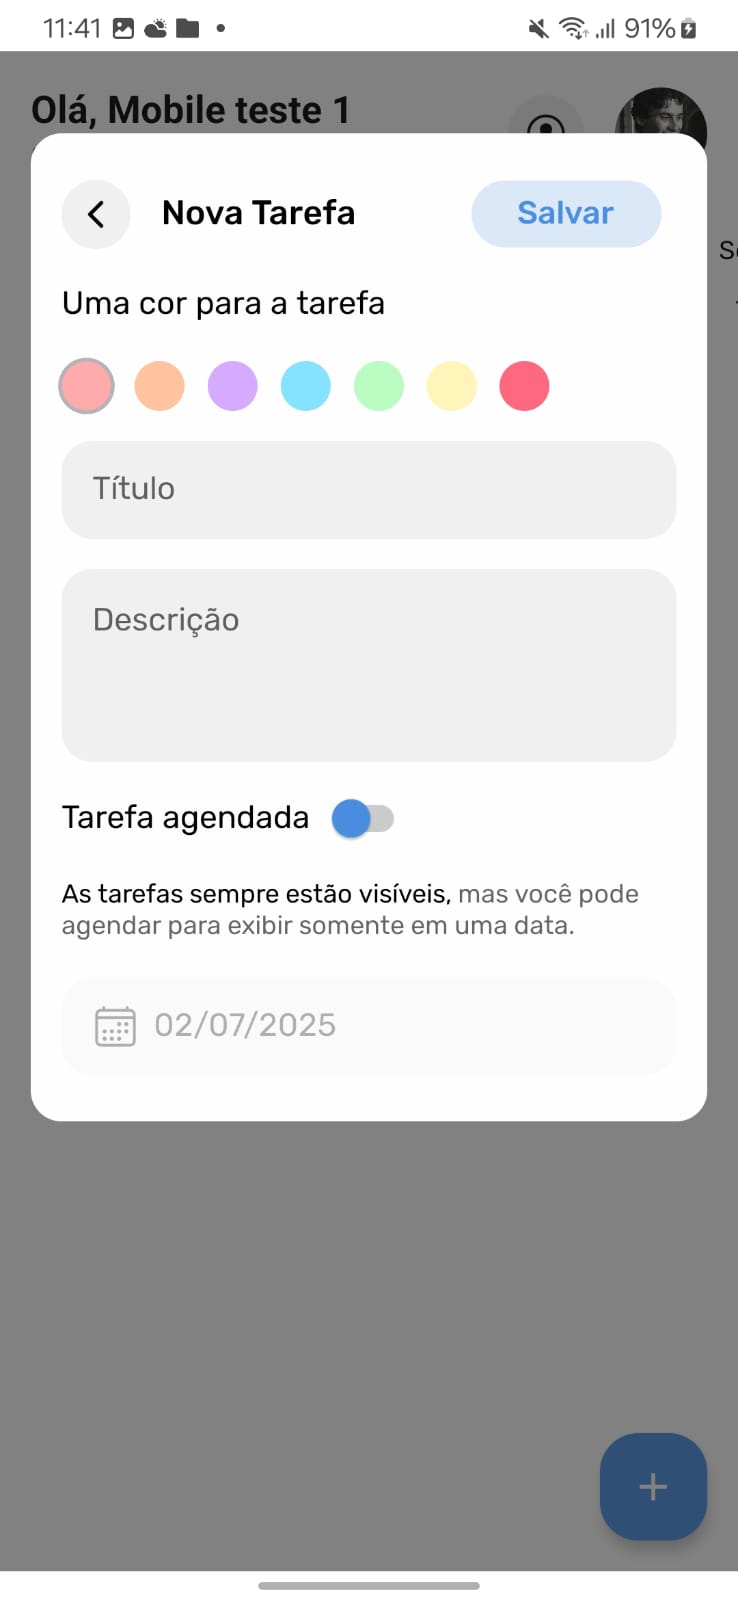 11:41
91%
Olá, Mobile teste 1
Nova Tarefa
Salvar
Uma cor para a tarefa
Título
Descrição
Tarefa agendada
As tarefas sempre estão visíveis, mas você pode
agendar para exibir somente em uma data.
02/07/2025